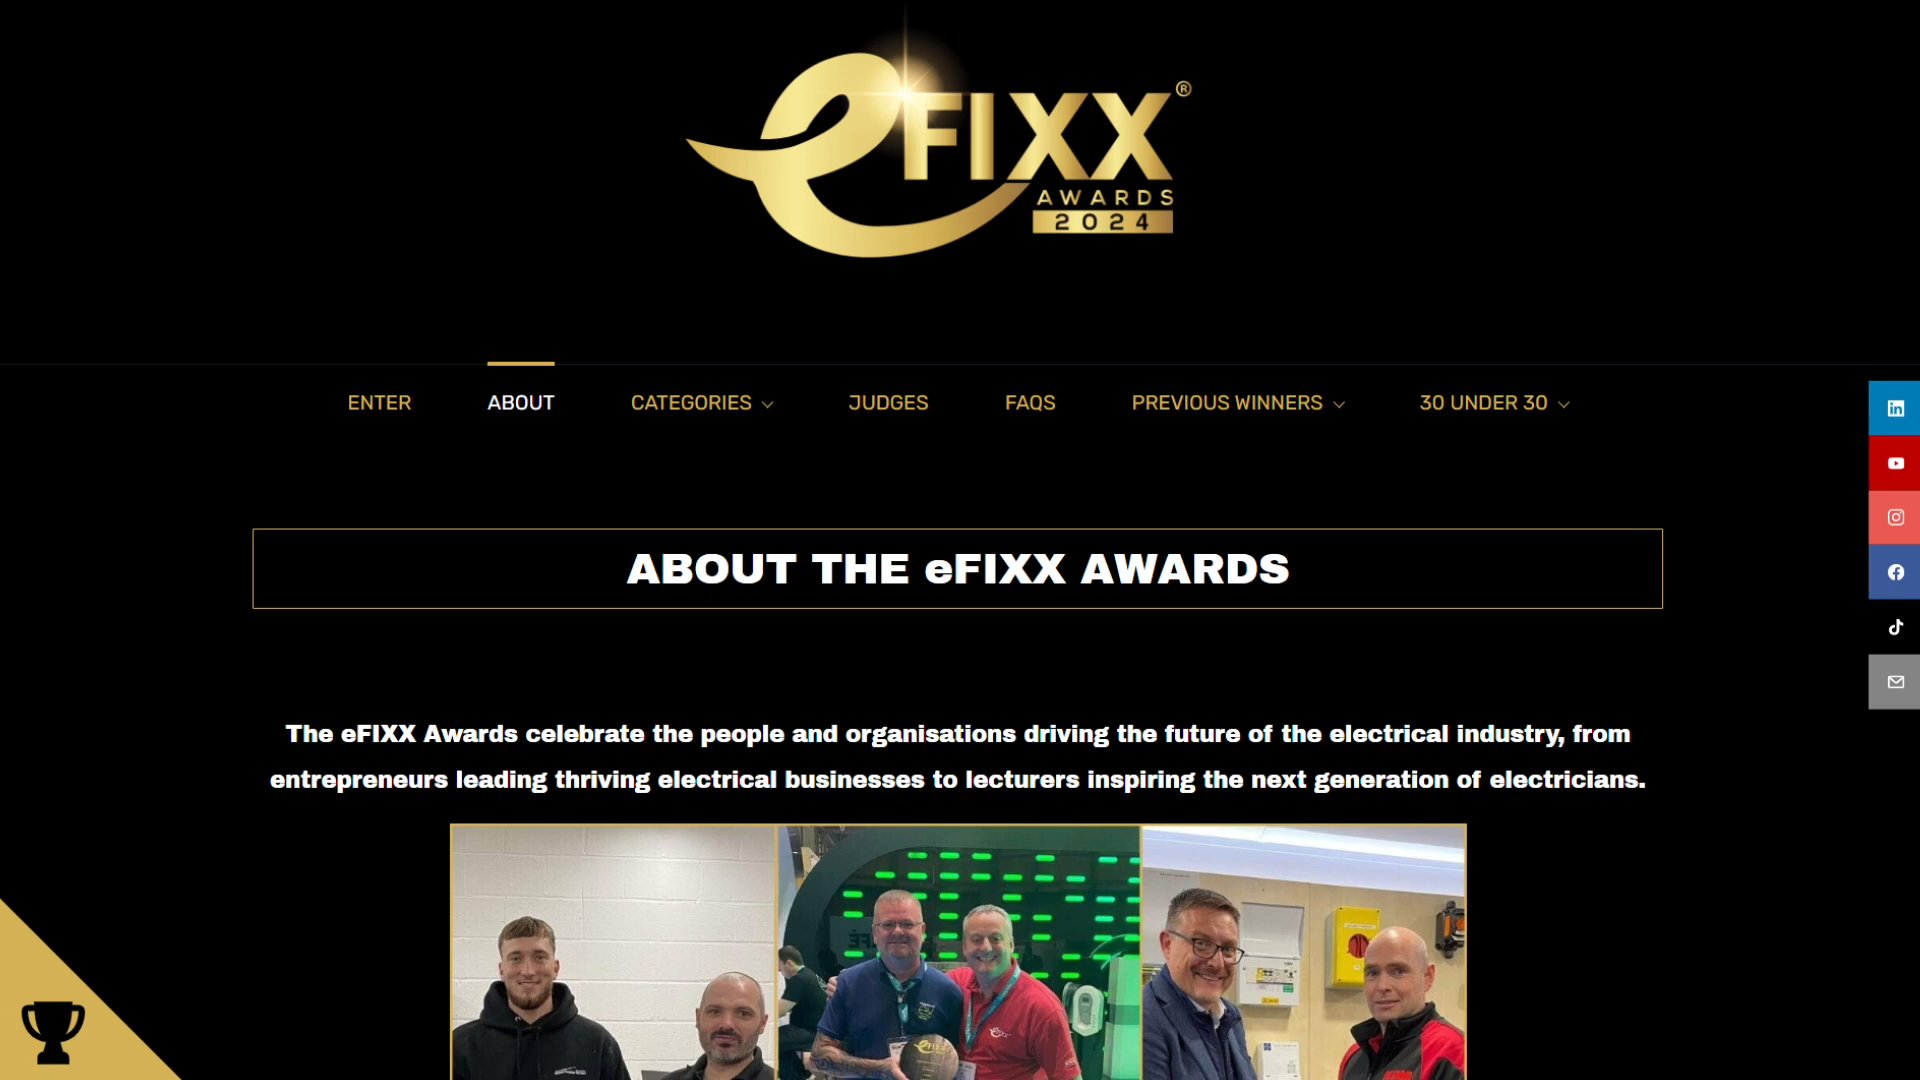 eFIXX®
AWARDS
2024
ENTER ABOUT CATEGORIES JUDGES FAQS PREVIOUS WINNERS 30 UNDER 30
ABOUT THE eFIXX AWARDS
The eFIXX Awards celebrate the people and organisations driving the future of the electrical industry, from
entrepreneurs leading thriving electrical businesses to lecturers inspiring the next generation of electricians.
eFIXX
eFIXX